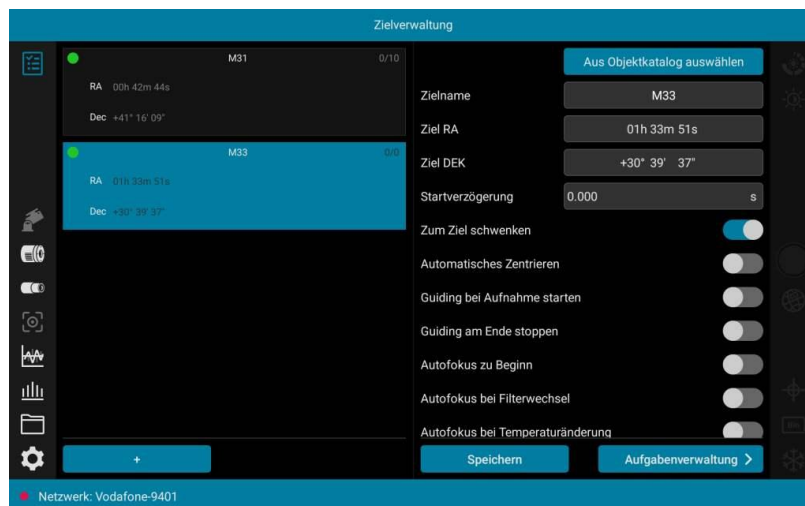 Zielverwaltung
M31 0/10
RA 00h 42m 44s
Dec +41° 16' 09"
M33 0/0
RA 01h 33m 51s
Dec +30° 39' 37"
+
Aus Objektkatalog auswählen
Zielname M33
Ziel RA 01h 33m 51s
Ziel DEK +30° 39' 37"
Startverzögerung 0.000 s
Zum Ziel schwenken
Automatisches Zentrieren
Guiding bei Aufnahme starten
Guiding am Ende stoppen
Autofokus zu Beginn
Autofokus bei Filterwechsel
Autofokus bei Temperaturänderung
Speichern Aufgabenverwaltung >
Netzwerk: Vodafone-9401